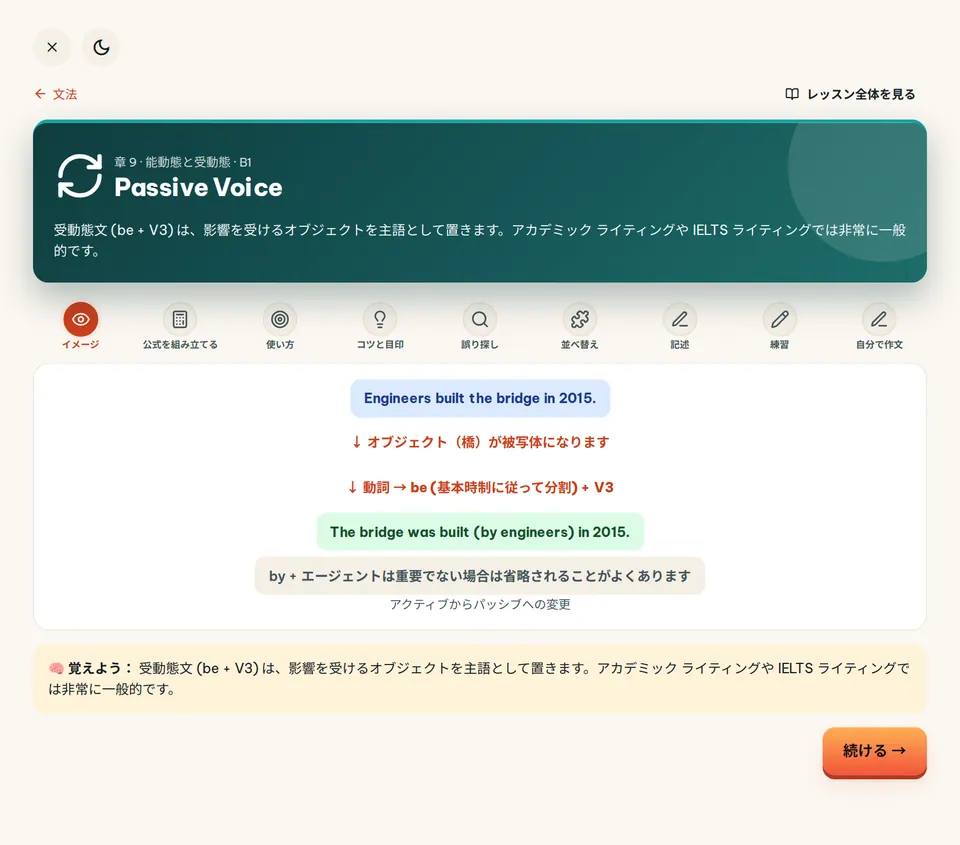 ← 文法
レッスン全体を見る
章 9 · 能動態と受動態 · B1
Passive Voice
受動態文 (be + V3) は、影響を受けるオブジェクトを主語として置きます。アカデミック ライティングや IELTS ライティングでは非常に一般
的です。
イメージ
公式を組み立てる
使い方
コツと目印
誤り探し
並べ替え
記述
練習
自分で作文
Engineers built the bridge in 2015.
↓ オブジェクト（橋）が被写体になります
↓ 動詞 → be (基本時制に従って分割) + V3
The bridge was built (by engineers) in 2015.
by + エージェントは重要でない場合は省略されることがよくあります
アクティブからパッシブへの変更
🧠 覚えよう： 受動態文 (be + V3) は、影響を受けるオブジェクトを主語として置きます。アカデミック ライティングや IELTS ライティングで
は非常に一般的です。
続ける →